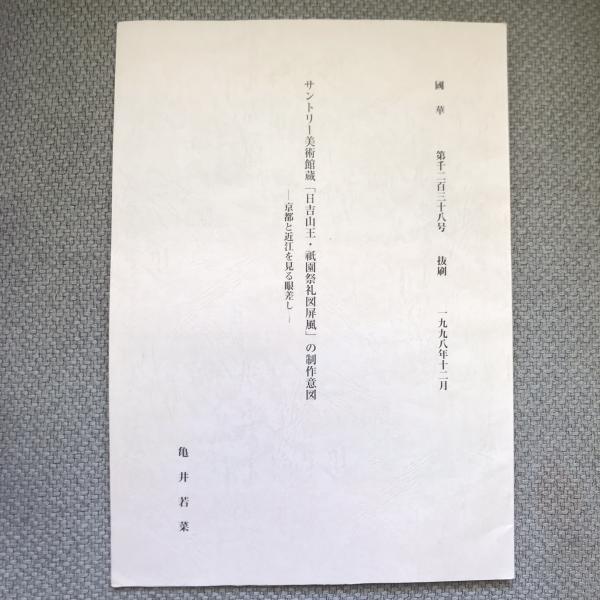 國華　第千二百三十八号　抜刷　一九九八年十二月
サントリー美術館蔵「日吉山王・祇園祭礼図屏風」の制作意図
―京都と近江を見る眼差し―
亀井若菜